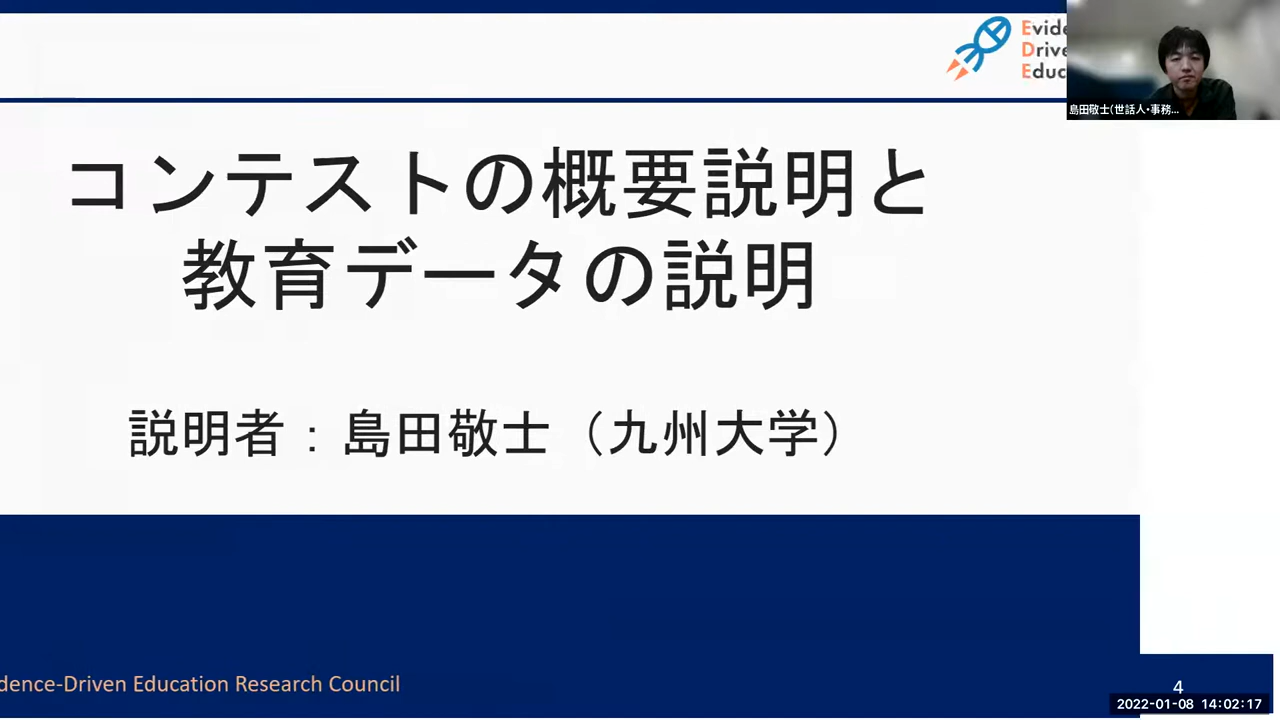 Evide
Drive
Educ
島田敬士(世話人・事務...
コンテストの概要説明と
教育データの説明
説明者：島田敬士（九州大学）
dence-Driven Education Research Council
4
2022-01-08 14:02:17